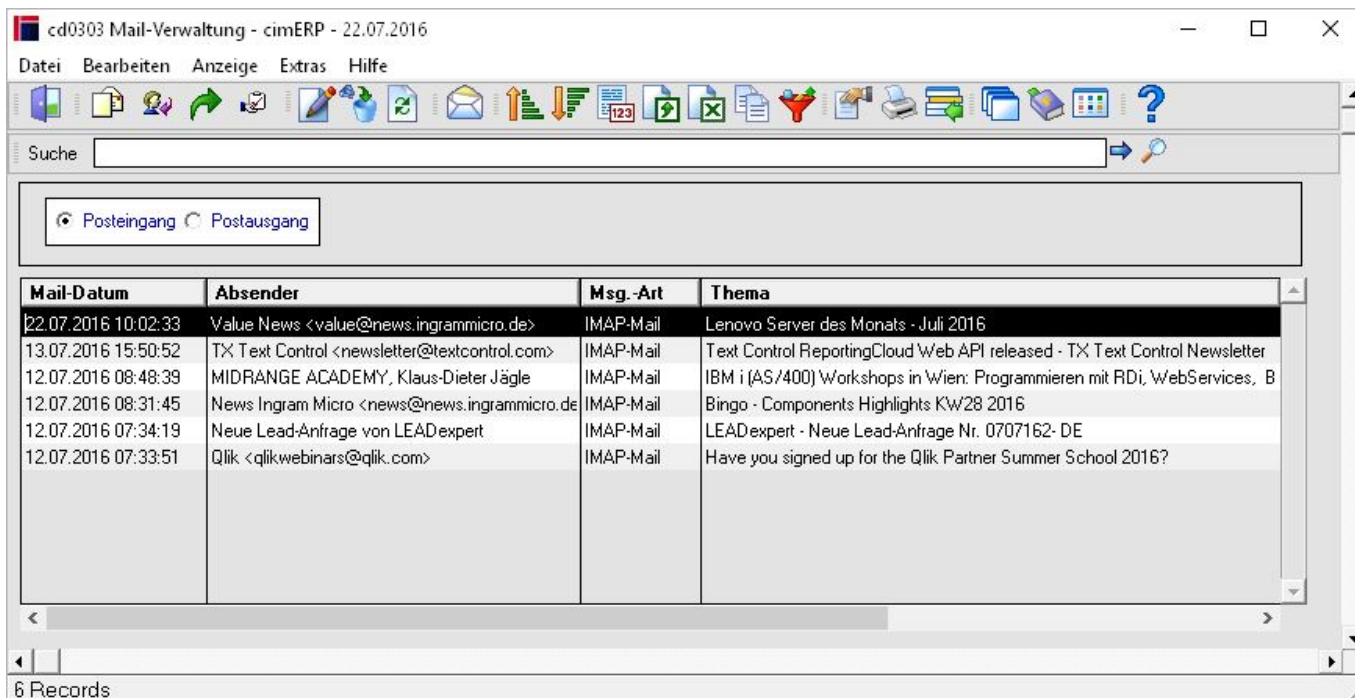 cd0303 Mail-Verwaltung - cimERP - 22.07.2016
Datei Bearbeiten Anzeige Extras Hilfe
123
Suche
Posteingang Postausgang
Mail-Datum Absender Msg.-Art Thema
22.07.2016 10:02:33 Value News <value@news.ingrammicro.de> IMAP-Mail Lenovo Server des Monats - Juli 2016
13.07.2016 15:50:52 TX Text Control <newsletter@textcontrol.com> IMAP-Mail Text Control ReportingCloud Web API released - TX Text Control Newsletter
12.07.2016 08:48:39 MIDRANGE ACADEMY, Klaus-Dieter Jägle IMAP-Mail IBM i (AS/400) Workshops in Wien: Programmieren mit RDi, WebServices, B
12.07.2016 08:31:45 News Ingram Micro <news@news.ingrammicro.de IMAP-Mail Bingo - Components Highlights KW28 2016
12.07.2016 07:34:19 Neue Lead-Anfrage von LEADexpert IMAP-Mail LEADexpert - Neue Lead-Anfrage Nr. 0707162- DE
12.07.2016 07:33:51 Qlik <qlikwebinars@qlik.com> IMAP-Mail Have you signed up for the Qlik Partner Summer School 2016?
6 Records